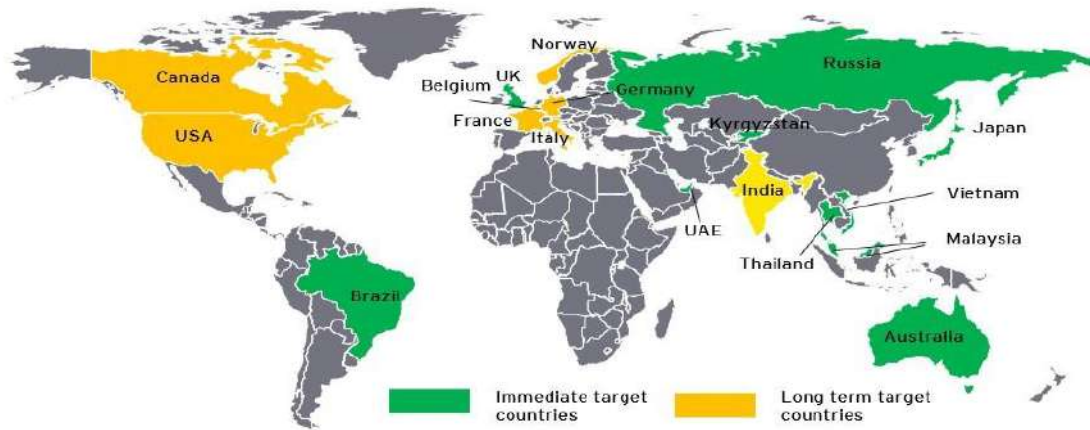 Norway
Russia
Canada
UK
Belgium
Germany
France
Kyrgyzstan
USA
Japan
Italy
India
Vietnam
UAE
Malaysia
Thailand
Brazil
Australia
Immediate target
countries
Long term target
countries